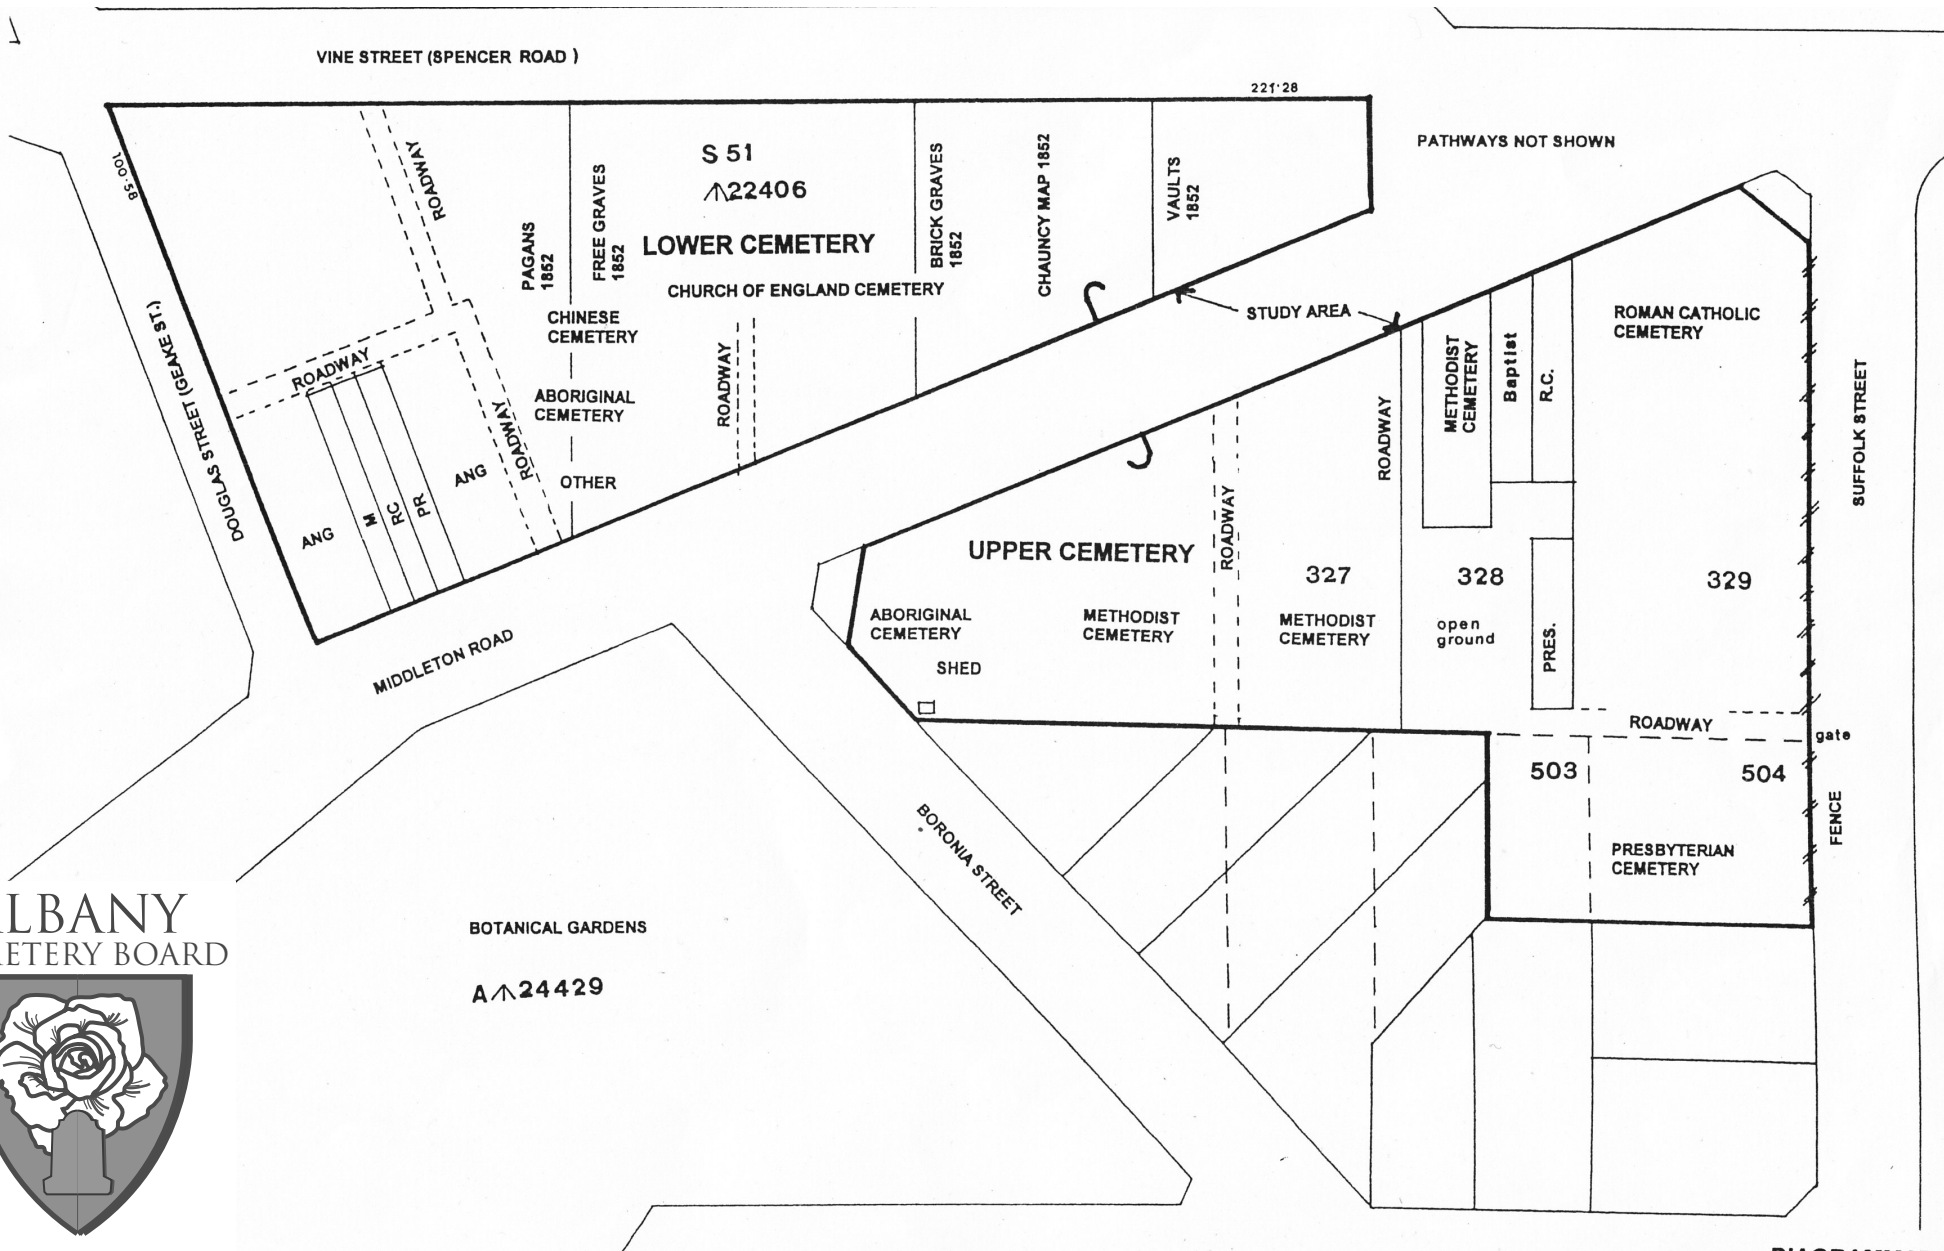 VINE STREET (SPENCER ROAD )
221·28
PATHWAYS NOT SHOWN
100·58
ROADWAY
S 51
22406
LOWER CEMETERY
CHURCH OF ENGLAND CEMETERY
PAGANS
1852
FREE GRAVES
1852
BRICK GRAVES
1852
CHAUNCY MAP 1852
VAULTS
1852
CHINESE
CEMETERY
ABORIGINAL
CEMETERY
OTHER
ROADWAY
STUDY AREA
DOUGLAS STREET (GEAKE ST.)
ROADWAY
ROADWAY
ANG
M
RC
PR
ANG
MIDDLETON ROAD
METHODIST
CEMETERY
Baptist
R.C.
ROMAN CATHOLIC
CEMETERY
SUFFOLK STREET
ROADWAY
ROADWAY
UPPER CEMETERY
327
328
329
ABORIGINAL
CEMETERY
SHED
METHODIST
CEMETERY
METHODIST
CEMETERY
open
ground
PRES.
ROADWAY
gate
503
504
FENCE
PRESBYTERIAN
CEMETERY
BORONIA STREET
BOTANICAL GARDENS
A 24429
LBANY
ETERY BOARD